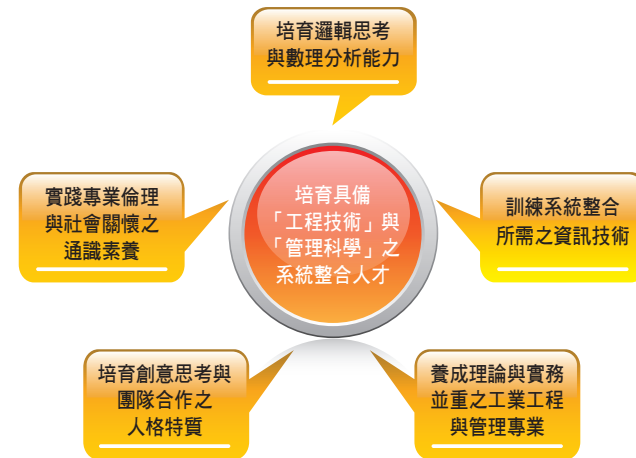 培育邏輯思考
與數理分析能力
實踐專業倫理
與社會關懷之
通識素養
培育具備
「工程技術」與
「管理科學」之
系統整合人才
訓練系統整合
所需之資訊技術
培育創意思考與
團隊合作之
人格特質
養成理論與實務
並重之工業工程
與管理專業